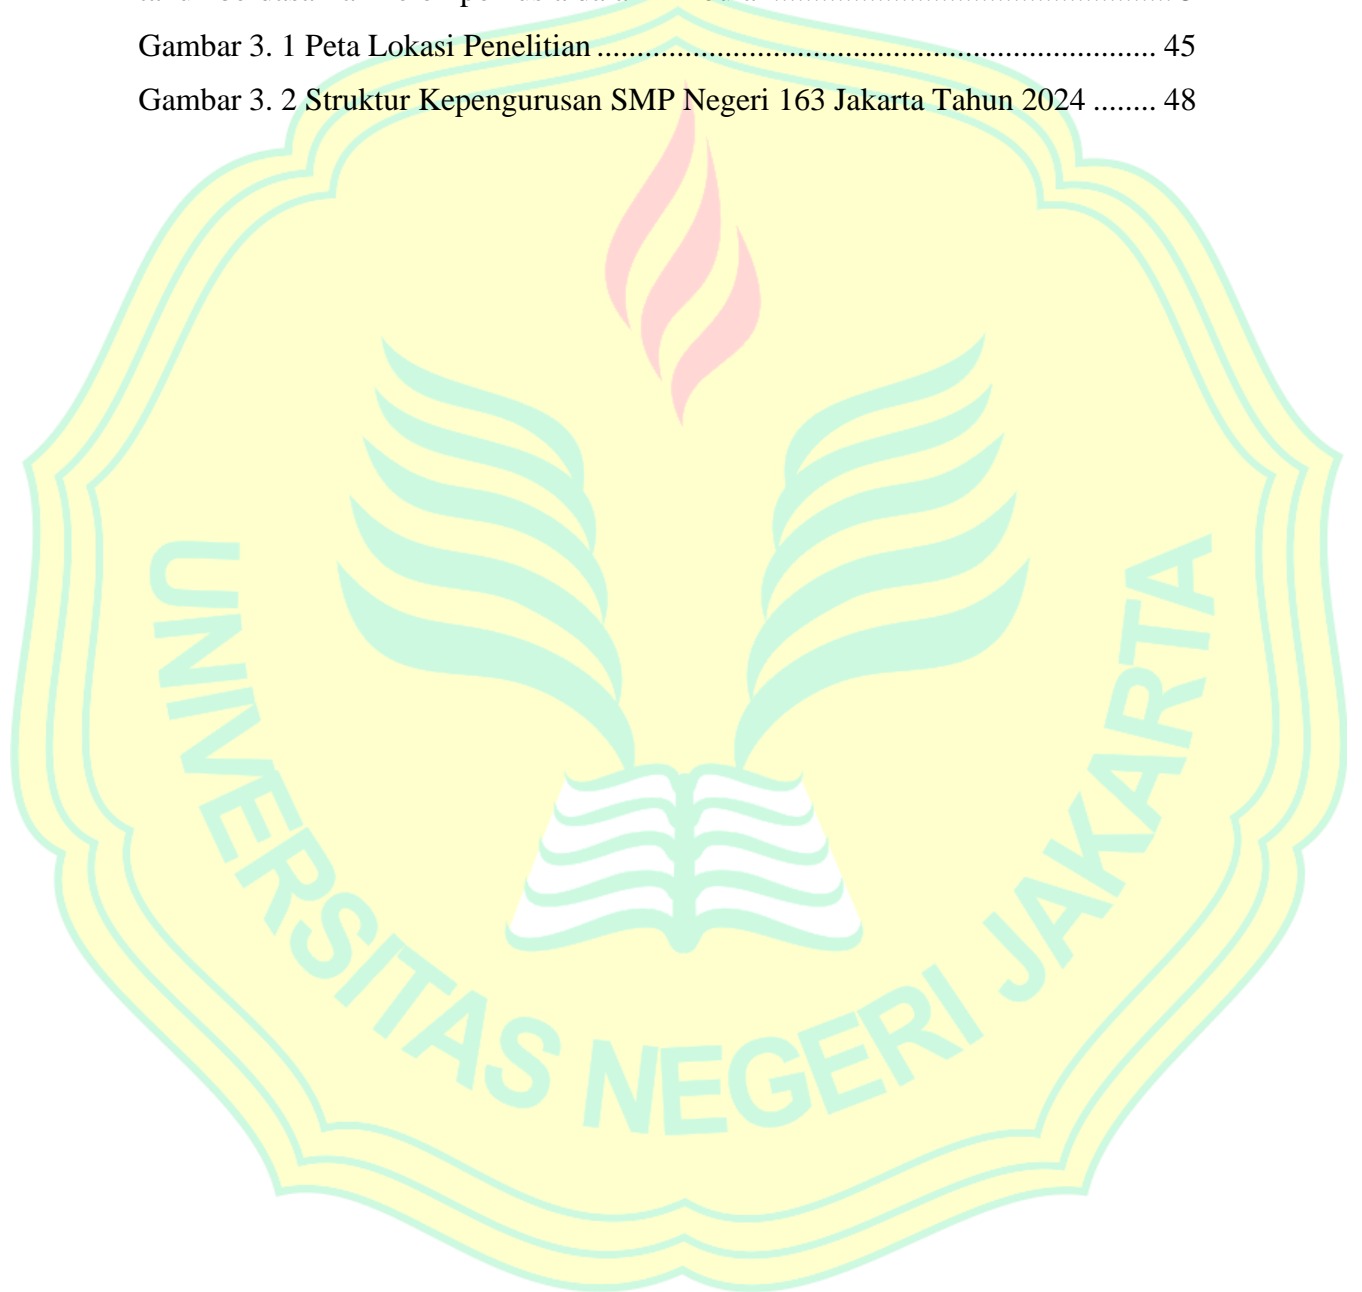 Gambar 3. 1 Peta Lokasi Penelitian ........................................................................ 45
Gambar 3. 2 Struktur Kepengurusan SMP Negeri 163 Jakarta Tahun 2024 ........ 48
UNIVERSITAS NEGERI JAKARTA